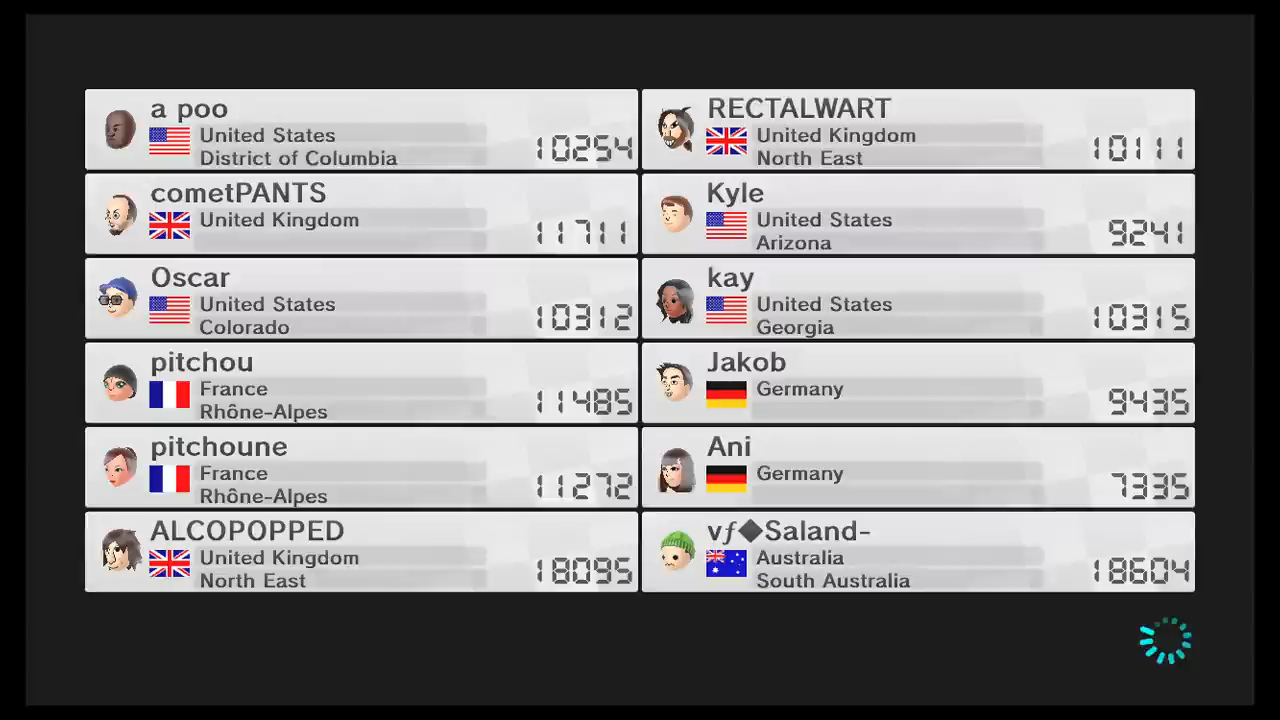 a poo
United States
District of Columbia
10254
RECTALWART
United Kingdom
North East
10111
cometPANTS
United Kingdom
11711
Kyle
United States
Arizona
9241
Oscar
United States
Colorado
10312
kay
United States
Georgia
10315
pitchou
France
Rhône-Alpes
11485
Jakob
Germany
9435
pitchoune
France
Rhône-Alpes
11272
Ani
Germany
7335
ALCOPOPPED
United Kingdom
North East
18095
vƒ◆Saland-
Australia
South Australia
18604